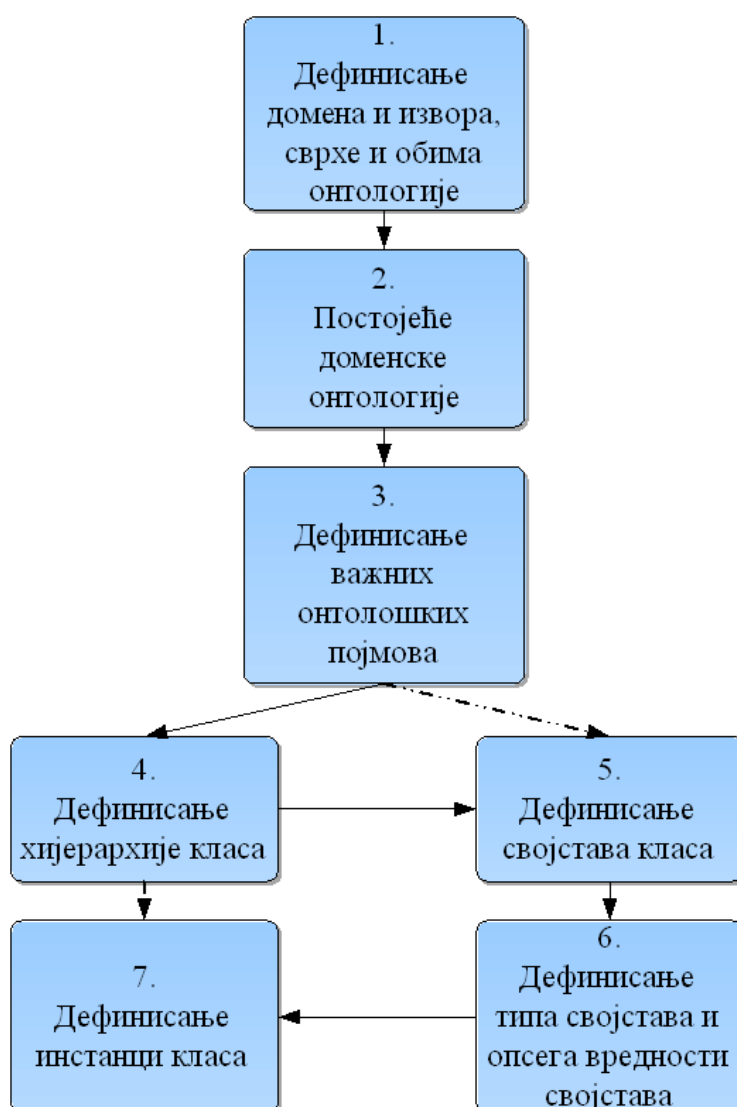 1.
Дефинисање
домена и извора,
сврхе и обима
онтологије
2.
Постојеће
доменске
онтологије
3.
Дефинисање
важних
онтолошких
појмова
4.
Дефинисање
хијерархије класа
5.
Дефинисање
својстава класа
6.
Дефинисање
типа својстава и
опсега вредности
својстава
7.
Дефинисање
инстанци класа